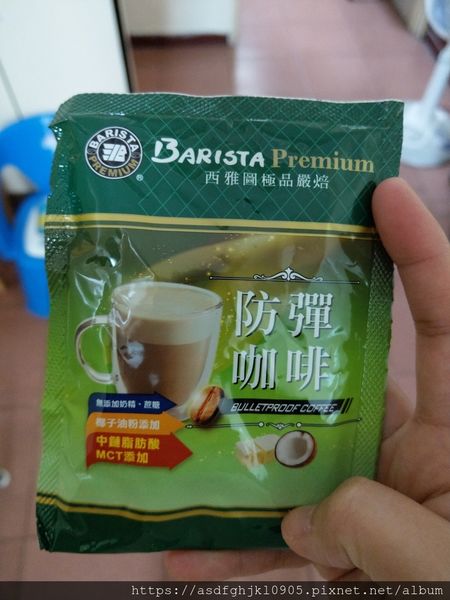 BARISTA
PREMIUM
®
BARISTA Premium
西雅圖極品嚴焙
防彈
咖啡
BULLETPROOF COFFEE
無添加奶精、蔗糖
椰子油粉添加
中鏈脂肪酸
MCT添加
https://asdfghjkl0905.pixnet.net/album